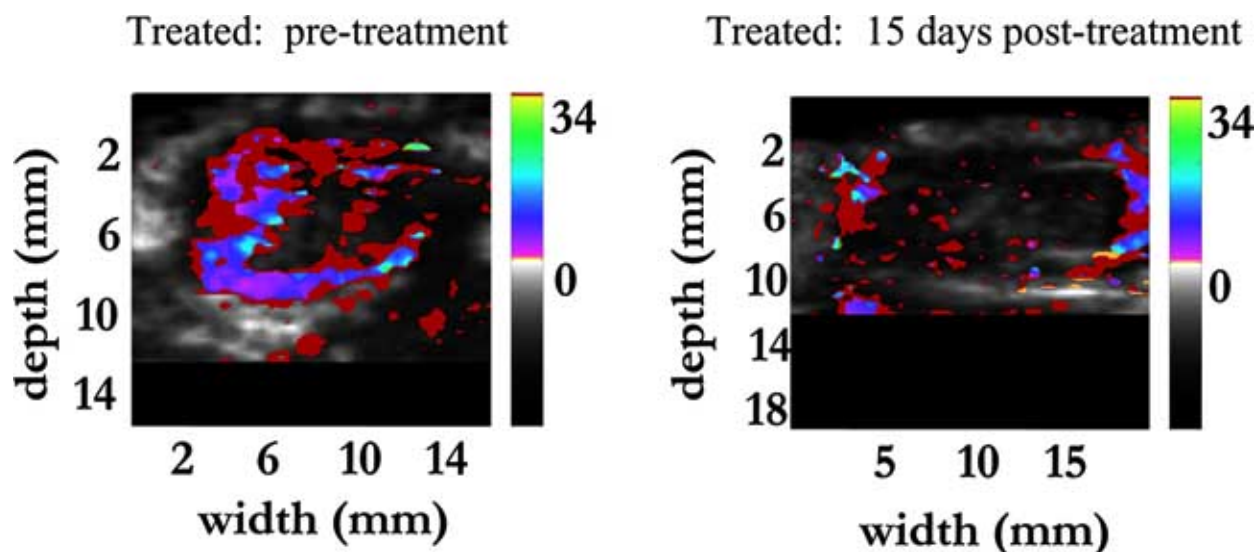 Treated: pre-treatment
34
0
2
6
10
14
depth (mm)
2 6 10 14
width (mm)
Treated: 15 days post-treatment
34
0
2
6
10
14
18
depth (mm)
5 10 15
width (mm)